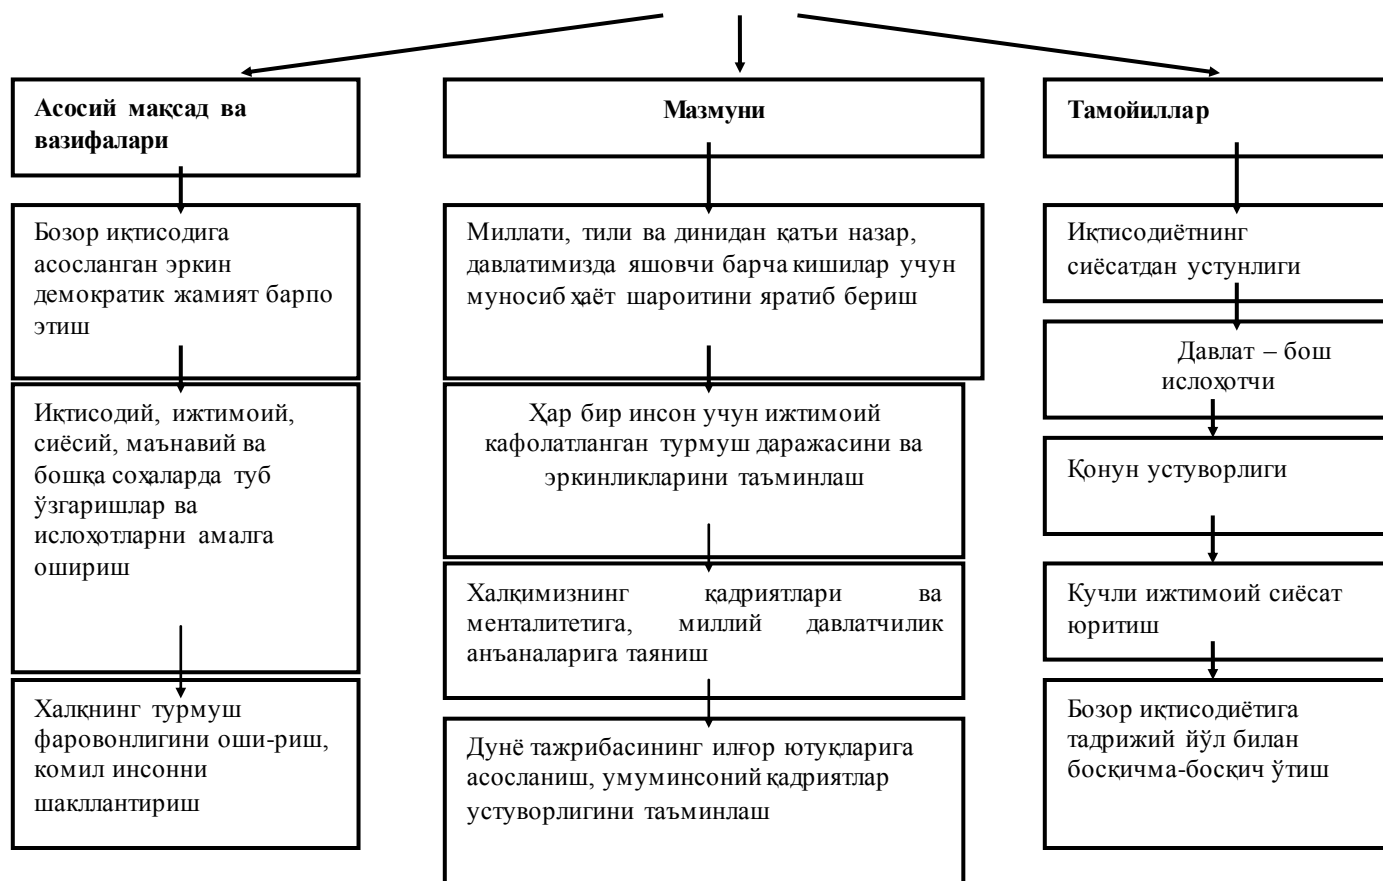 Асосий мақсад ва
вазифалари
Бозор иқтисодига
асосланган эркин
демократик жамият барпо
этиш
Иқтисодий, ижтимоий,
сиёсий, маънавий ва
бошқа соҳаларда туб
ўзгаришлар ва
ислоҳотларни амалга
ошириш
Халқнинг турмуш
фаровонлигини оши-риш,
комил инсонни
шакллантириш
Мазмуни
Миллати, тили ва динидан қатъи назар,
давлатимизда яшовчи барча кишилар учун
муносиб ҳаёт шароитини яратиб бериш
Ҳар бир инсон учун ижтимоий
кафолатланган турмуш даражасини ва
эркинликларини таъминлаш
Халқимизнинг қадриятлари ва
менталитетига, миллий давлатчилик
анъаналарига таяниш
Дунё тажрибасининг илғор ютуқларига
асосланиш, умуминсоний қадриятлар
устуворлигини таъминлаш
Тамойиллар
Иқтисодиётнинг
сиёсатдан устунлиги
Давлат – бош
ислоҳотчи
Қонун устуворлиги
Кучли ижтимоий сиёсат
юритиш
Бозор иқтисодиётига
тадрижий йўл билан
босқичма-босқич ўтиш